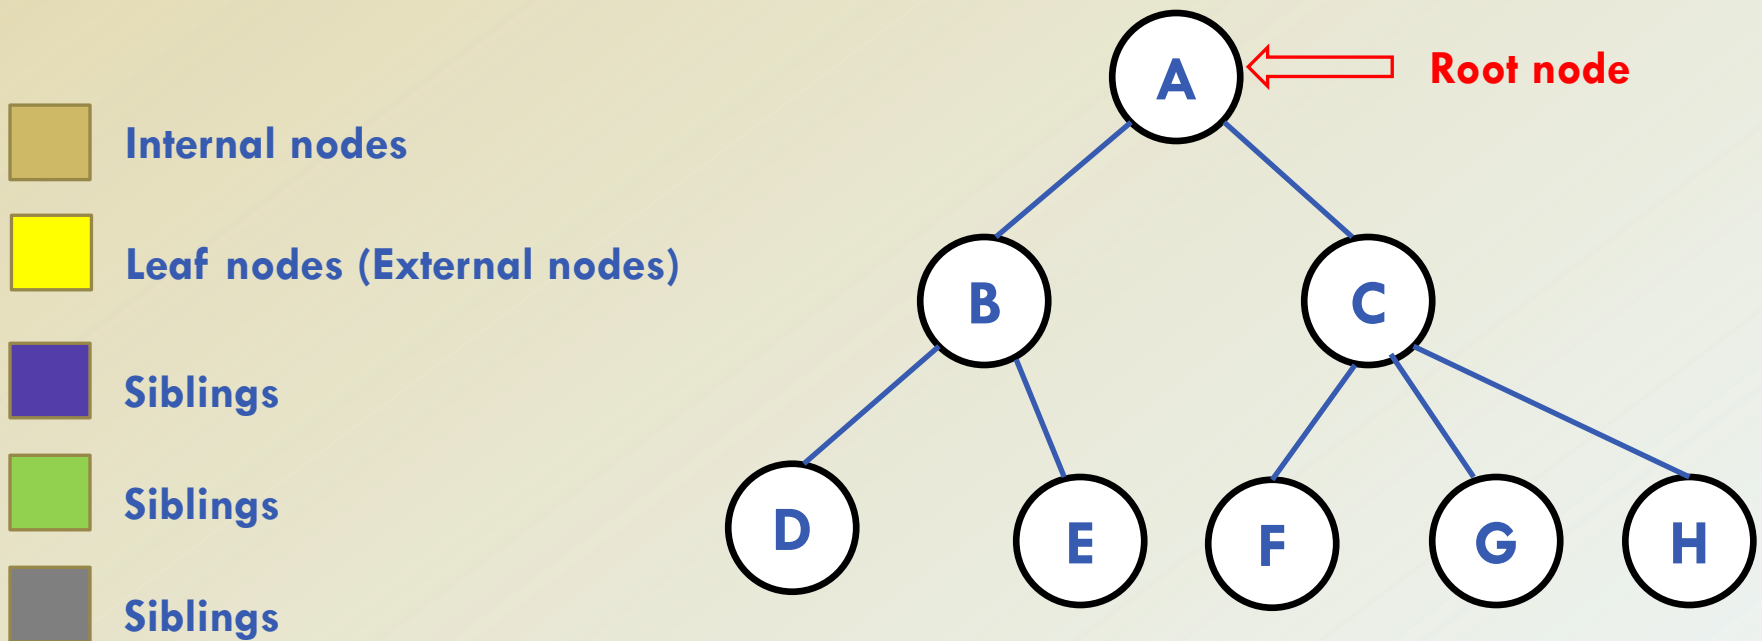 A
Root node
Internal nodes
Leaf nodes (External nodes)
B
C
Siblings
Siblings
D
E
F
G
H
Siblings